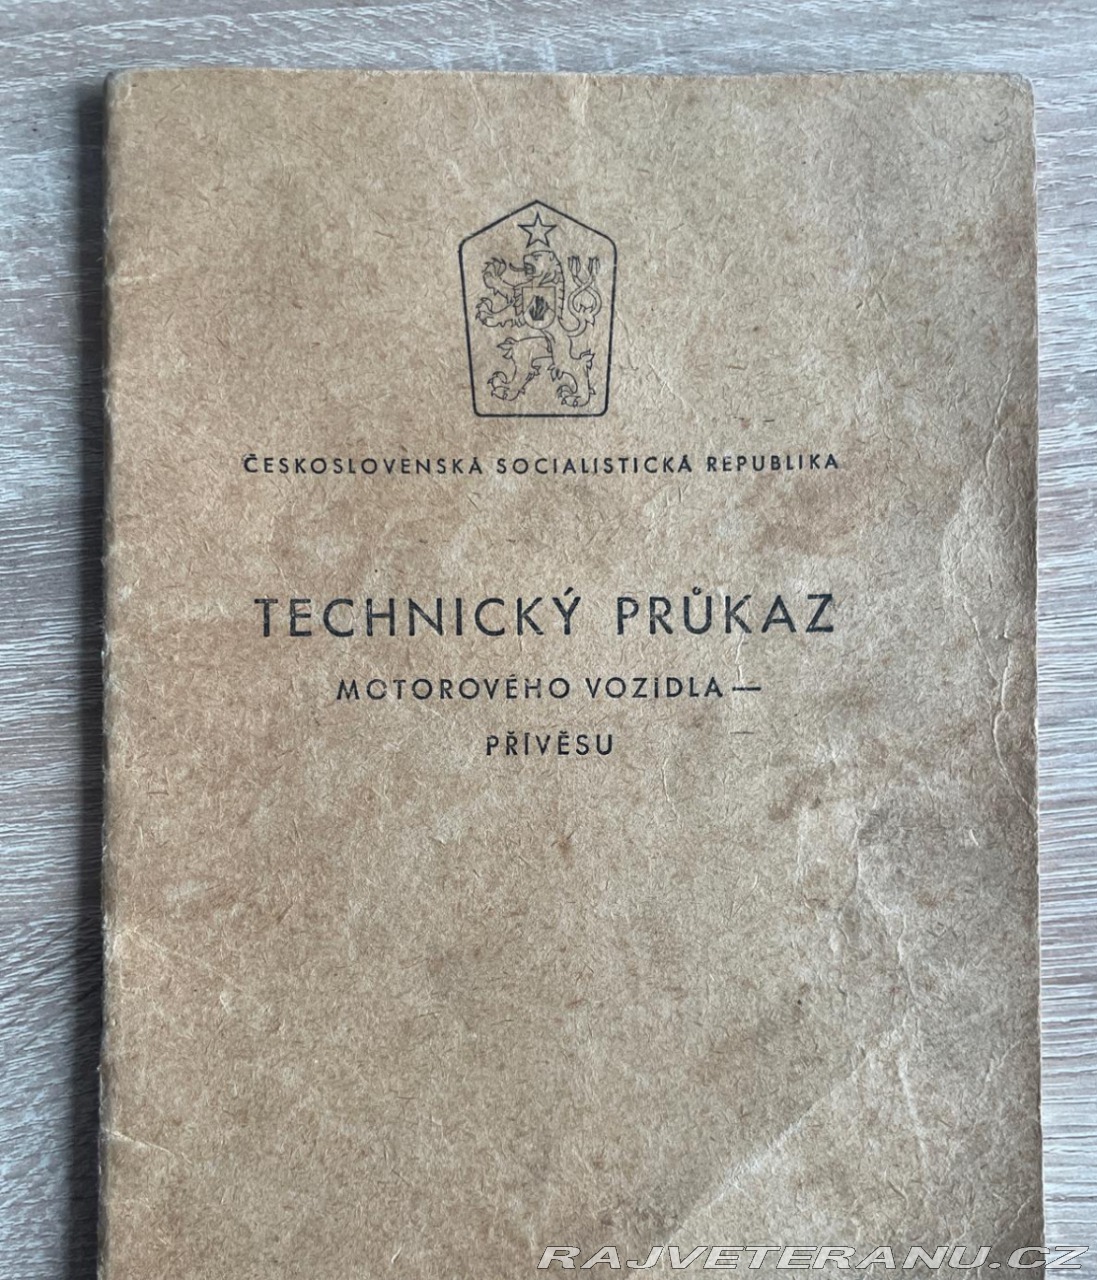 ČESKOSLOVENSKÁ SOCIALISTICKÁ REPUBLIKA
TECHNICKÝ PRŮKAZ
MOTOROVÉHO VOZIDLA —
PŘÍVĚSU
RAJVETERANU.CZ